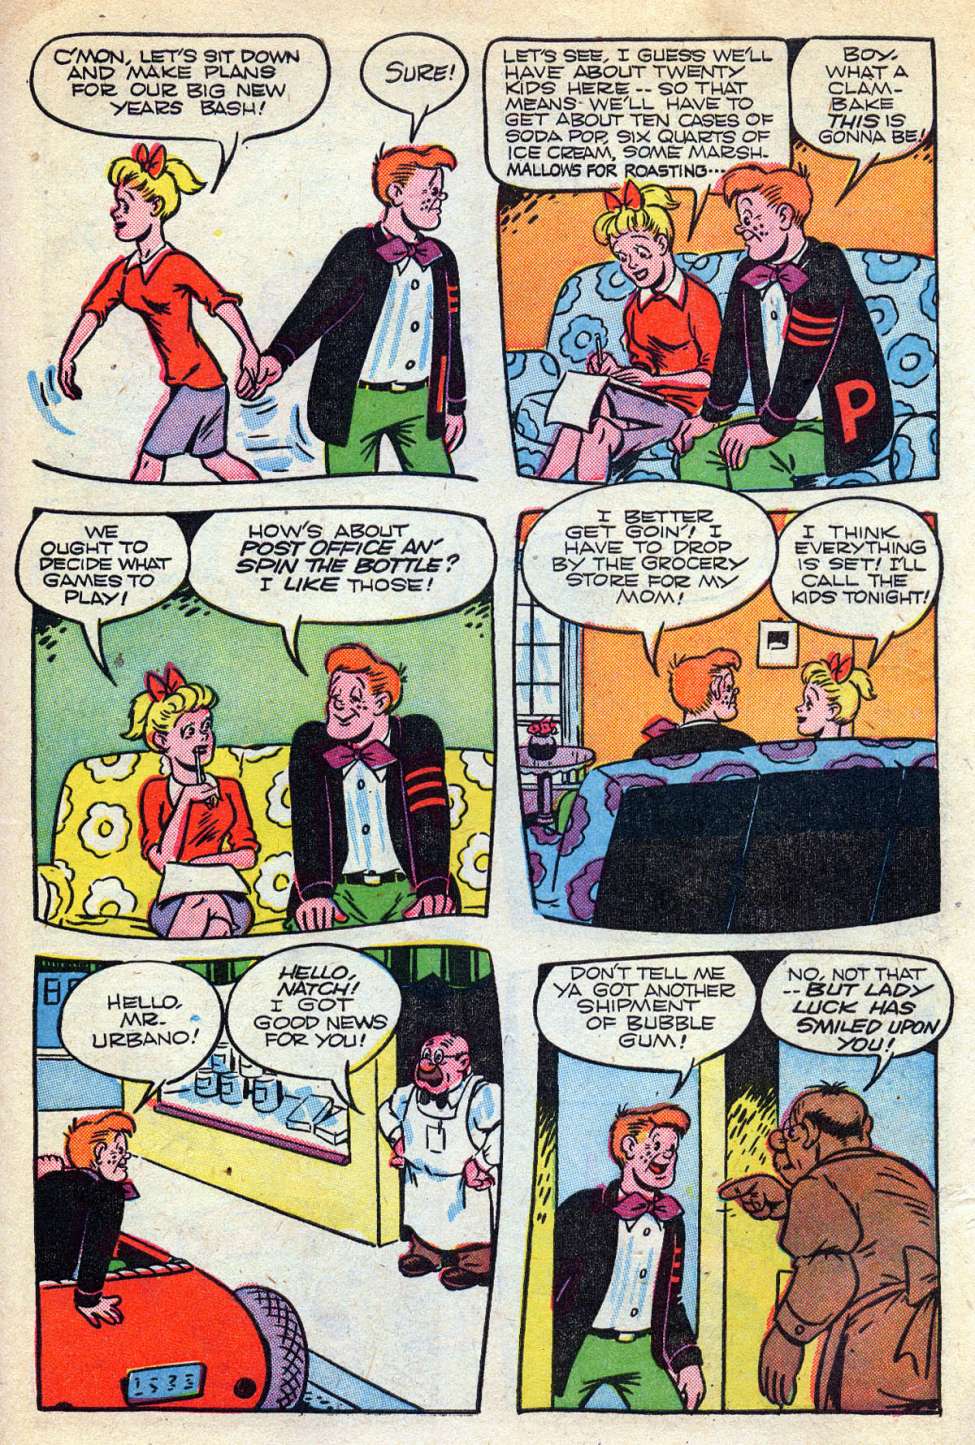 C'MON, LET'S SIT DOWN
AND MAKE PLANS
FOR OUR BIG NEW
YEARS BASH!
SURE!
LET'S SEE, I GUESS WE'LL
HAVE ABOUT TWENTY
KIDS HERE -- SO THAT
MEANS - WE'LL HAVE TO
GET ABOUT TEN CASES OF
SODA POP, SIX QUARTS OF
ICE CREAM, SOME MARSH-
MALLOWS FOR ROASTING---
BOY,
WHAT A
CLAM-
BAKE
THIS IS
GONNA BE!
P
WE
OUGHT TO
DECIDE WHAT
GAMES TO
PLAY!
HOW'S ABOUT
POST OFFICE AN'
SPIN THE BOTTLE?
I LIKE THOSE!
I BETTER
GET GOIN'! I
HAVE TO DROP
BY THE GROCERY
STORE FOR MY
MOM!
I THINK
EVERYTHING
IS SET! I'LL
CALL THE
KIDS TONIGHT!
HELLO,
MR.
URBANO!
HELLO,
NATCH!
I GOT
GOOD NEWS
FOR YOU!
1533
DON'T TELL ME
YA GOT ANOTHER
SHIPMENT
OF BUBBLE
GUM!
NO, NOT THAT
-- BUT LADY
LUCK HAS
SMILED UPON
YOU!